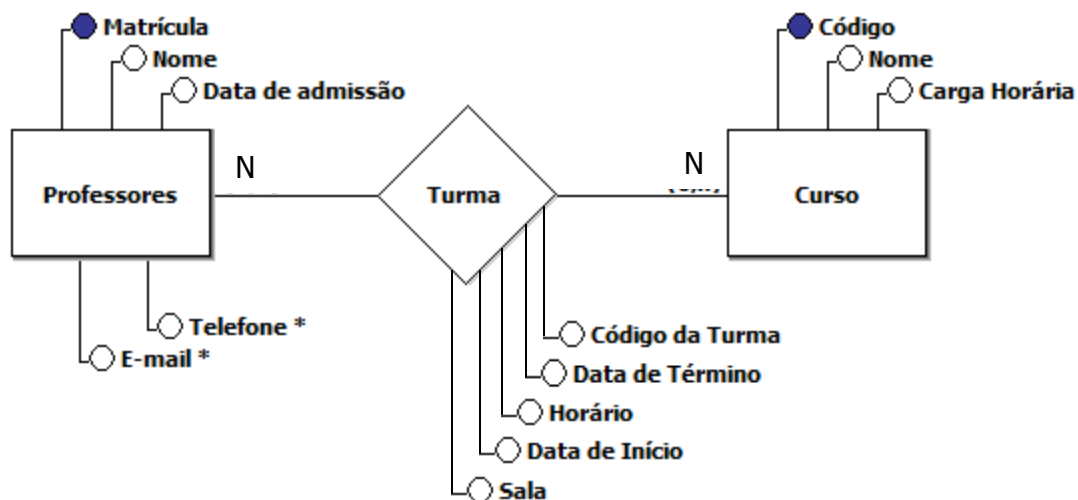 Matrícula
Nome
Data de admissão
Código
Nome
Carga Horária
N
N
Professores
Turma
Curso
Telefone *
E-mail *
Código da Turma
Data de Término
Horário
Data de Início
Sala